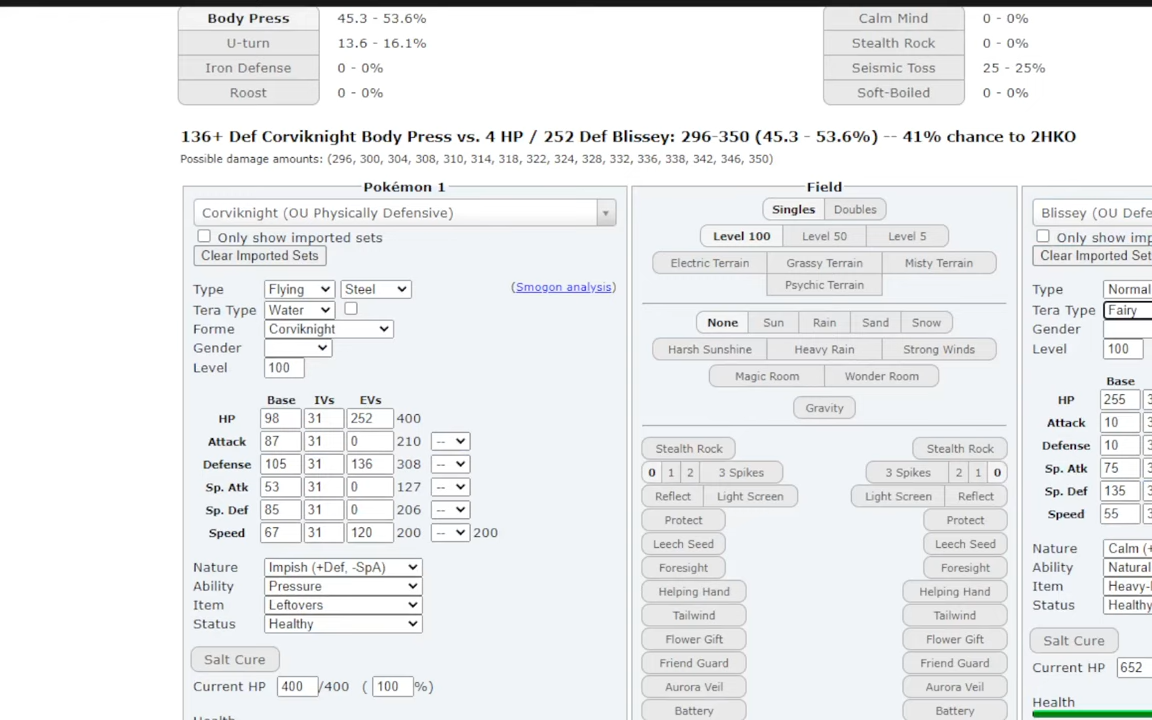 Body Press 45.3 - 53.6% Calm Mind 0 - 0%
U-turn 13.6 - 16.1% Stealth Rock 0 - 0%
Iron Defense 0 - 0% Seismic Toss 25 - 25%
Roost 0 - 0% Soft-Boiled 0 - 0%
136+ Def Corviknight Body Press vs. 4 HP / 252 Def Blissey: 296-350 (45.3 - 53.6%) -- 41% chance to 2HKO
Possible damage amounts: (296, 300, 304, 308, 310, 314, 318, 322, 324, 328, 332, 336, 338, 342, 346, 350)
Pokémon 1
Corviknight (OU Physically Defensive)
Only show imported sets
Clear Imported Sets
Type Flying Steel (Smogon analysis)
Tera Type Water
Forme Corviknight
Gender
Level 100
Base IVs EVs
HP 98 31 252 400
Attack 87 31 0 210 --
Defense 105 31 136 308 --
Sp. Atk 53 31 0 127 --
Sp. Def 85 31 0 206 --
Speed 67 31 120 200 -- 200
Nature Impish (+Def, -SpA)
Ability Pressure
Item Leftovers
Status Healthy
Salt Cure
Current HP 400 /400 ( 100 %)
Health
Field
Singles Doubles
Level 100 Level 50 Level 5
Electric Terrain Grassy Terrain Misty Terrain
Psychic Terrain
None Sun Rain Sand Snow
Harsh Sunshine Heavy Rain Strong Winds
Magic Room Wonder Room
Gravity
Stealth Rock Stealth Rock
0 1 2 3 Spikes 3 Spikes 2 1 0
Reflect Light Screen Light Screen Reflect
Protect Protect
Leech Seed Leech Seed
Foresight Foresight
Helping Hand Helping Hand
Tailwind Tailwind
Flower Gift Flower Gift
Friend Guard Friend Guard
Aurora Veil Aurora Veil
Battery Battery
Blissey (OU Defe
Only show imp
Clear Imported Set
Type Normal
Tera Type Fairy
Gender
Level 100
Base
HP 255 3
Attack 10 3
Defense 10 3
Sp. Atk 75 3
Sp. Def 135 3
Speed 55 3
Nature Calm (+
Ability Natural
Item Heavy-
Status Healthy
Salt Cure
Current HP 652
Health